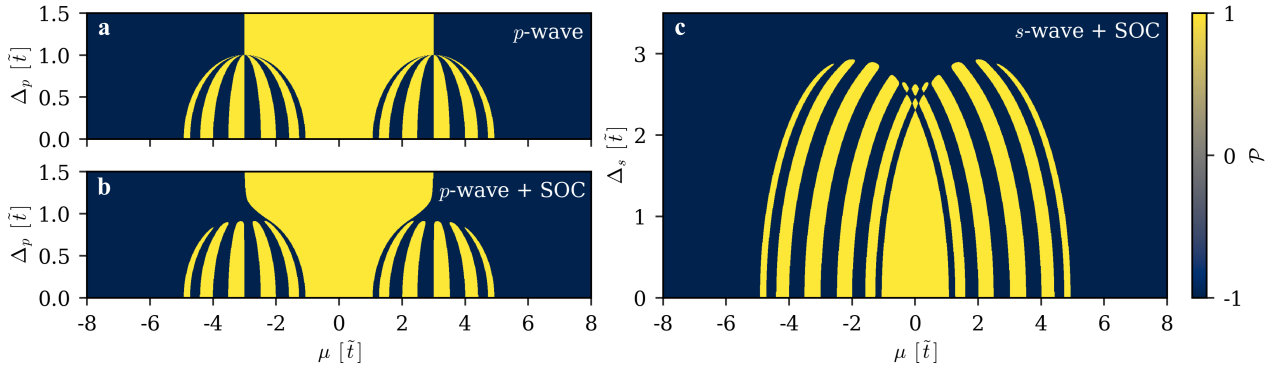 a
p-wave
Δₚ [t̃]
1.5
1.0
0.5
0.0
b
p-wave + SOC
Δₚ [t̃]
1.5
1.0
0.5
0.0
-8 -6 -4 -2 0 2 4 6 8
μ [t̃]
c
s-wave + SOC
Δₛ [t̃]
3
2
1
0
-8 -6 -4 -2 0 2 4 6 8
μ [t̃]
1
0
-1
𝒫